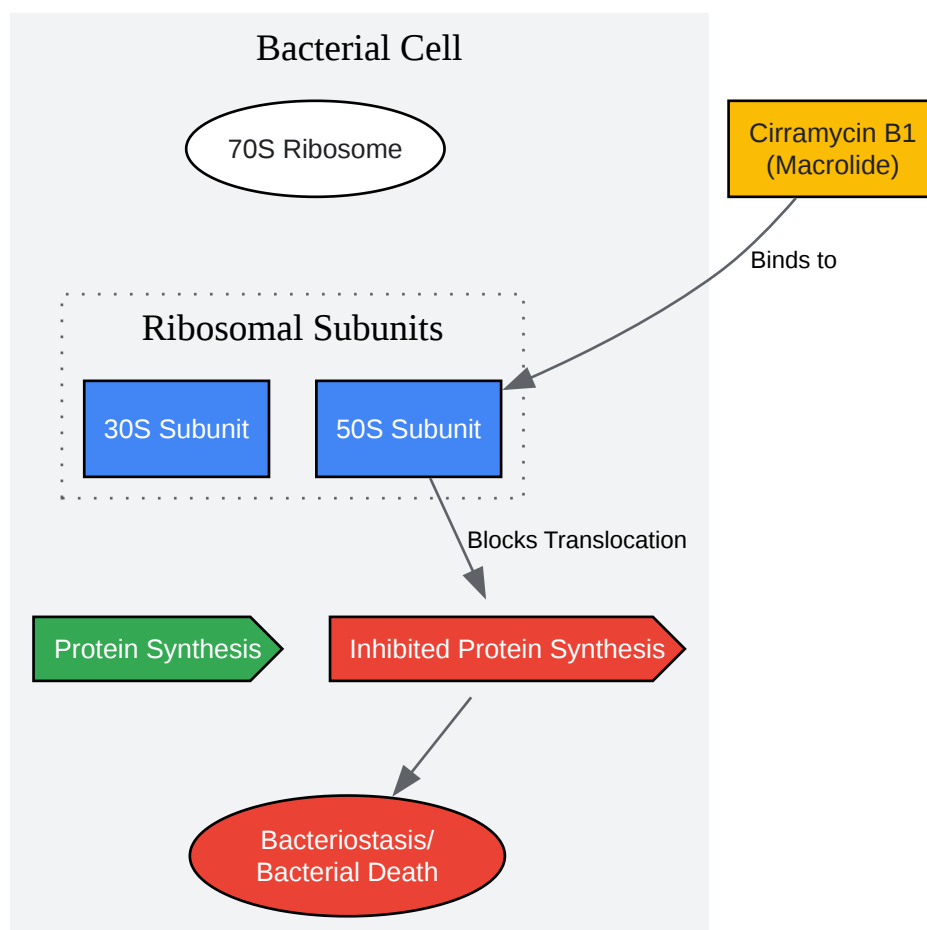 Bacterial Cell
70S Ribosome
Cirramycin B1
(Macrolide)
Binds to
Ribosomal Subunits
30S Subunit
50S Subunit
Blocks Translocation
Protein Synthesis
Inhibited Protein Synthesis
Bacteriostasis/
Bacterial Death